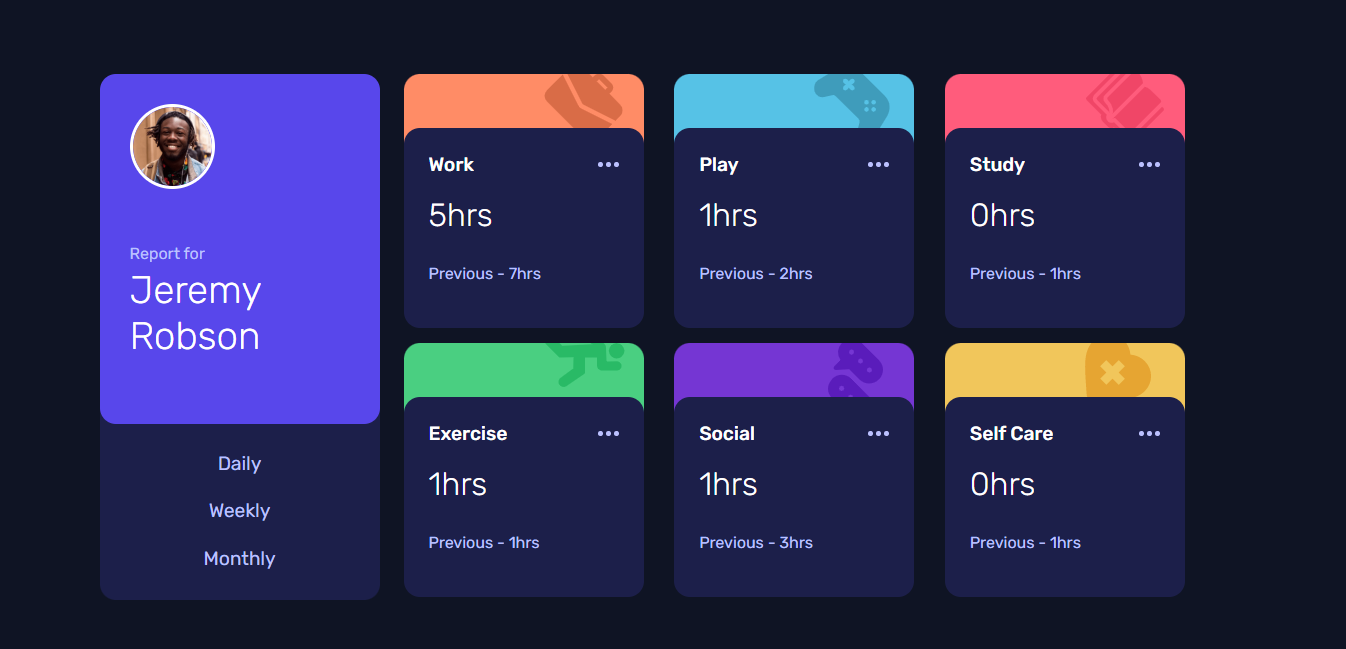 Report for
Jeremy
Robson
Daily
Weekly
Monthly
Work
5hrs
Previous - 7hrs
Play
1hrs
Previous - 2hrs
Study
0hrs
Previous - 1hrs
Exercise
1hrs
Previous - 1hrs
Social
1hrs
Previous - 3hrs
Self Care
0hrs
Previous - 1hrs